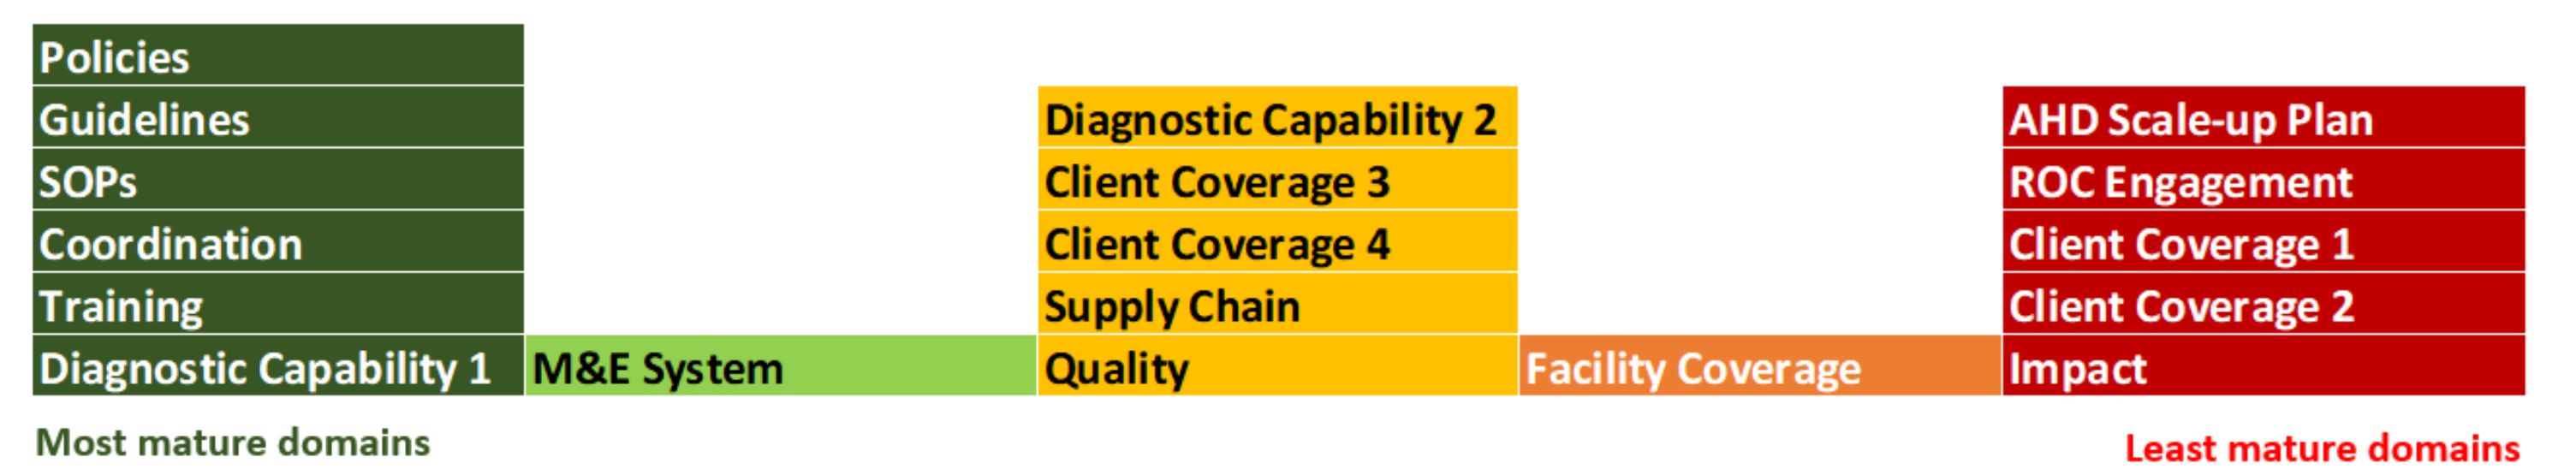 Policies
Guidelines
SOPs
Coordination
Training
Diagnostic Capability 1
M&E System
Diagnostic Capability 2
Client Coverage 3
Client Coverage 4
Supply Chain
Quality
Facility Coverage
AHD Scale-up Plan
ROC Engagement
Client Coverage 1
Client Coverage 2
Impact
Most mature domains
Least mature domains